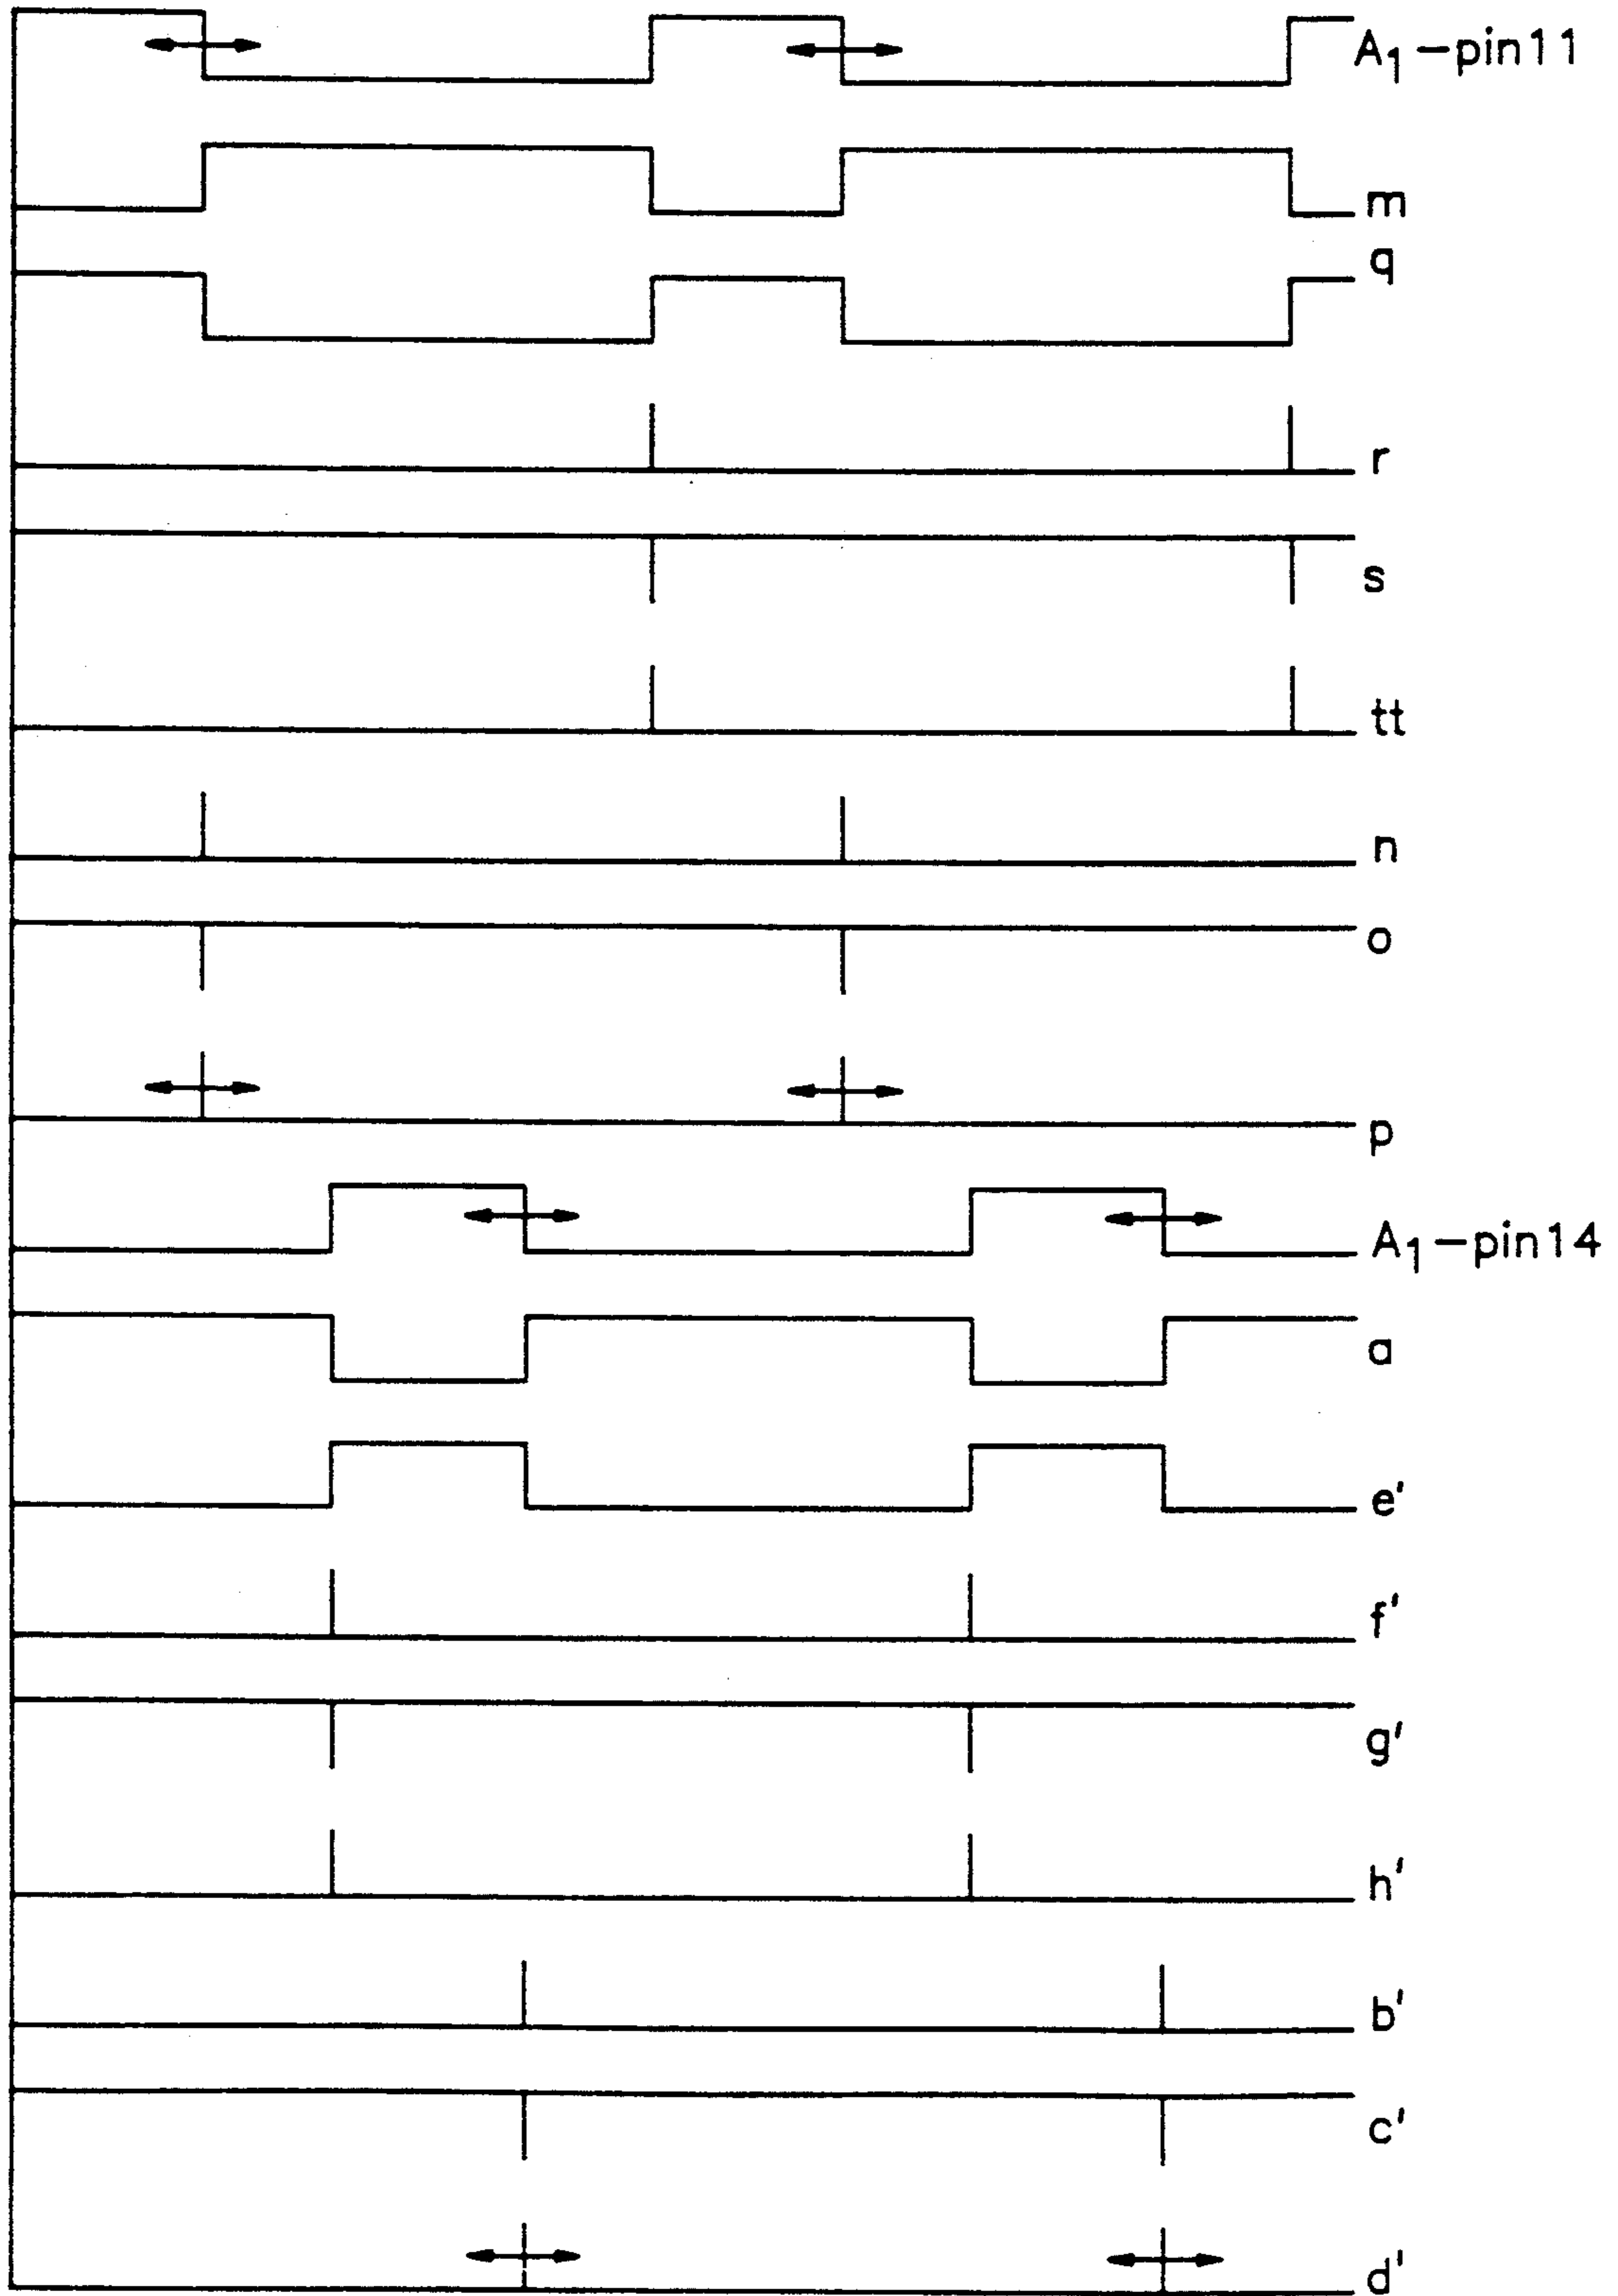 A₁-pin11
m
q
r
s
tt
n
o
p
A₁-pin14
a
e'
f'
g'
h'
b'
c'
d'